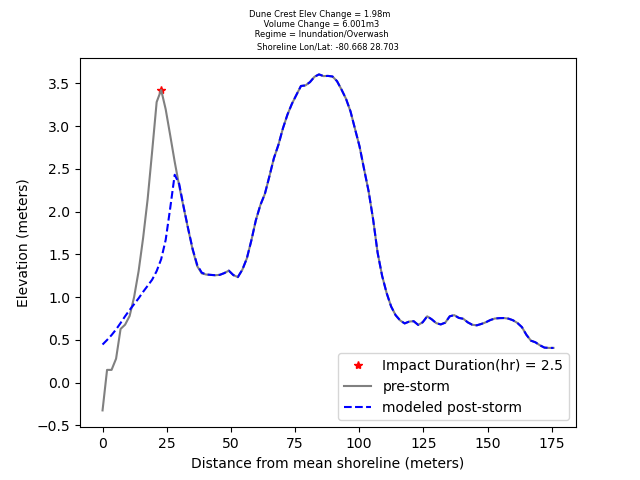 Dune Crest Elev Change = 1.98m
Volume Change = 6.001m3
Regime = Inundation/Overwash
Shoreline Lon/Lat: -80.668 28.703
3.5
3.0
2.5
2.0
1.5
1.0
0.5
0.0
−0.5
Elevation (meters)
Impact Duration(hr) = 2.5
pre-storm
modeled post-storm
0 25 50 75 100 125 150 175
Distance from mean shoreline (meters)